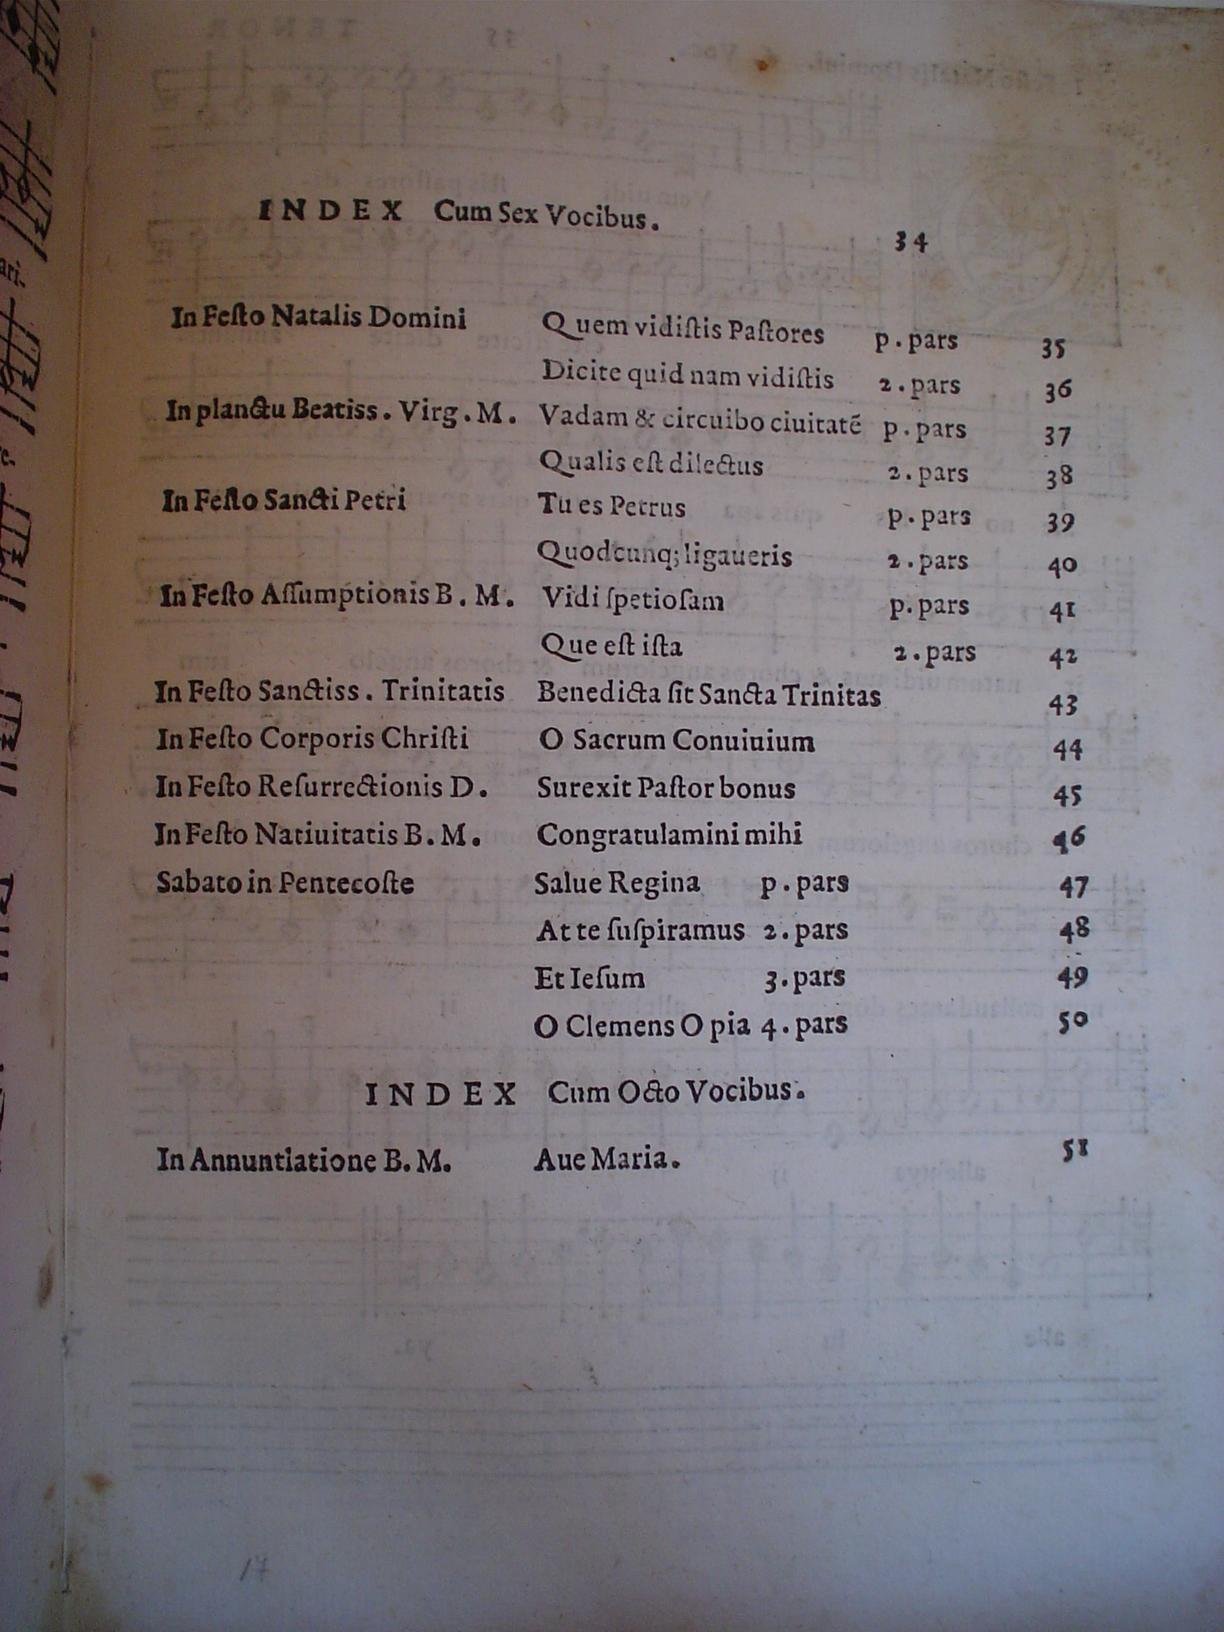 INDEX Cum Sex Vocibus.
34
In Feſto Natalis Domini Quem vidiſtis Paſtores p. pars 35
Dicite quid nam vidiſtis 2. pars 36
In planctu Beatiss. Virg. M. Vadam & circuibo ciuitatē p. pars 37
Qualis eſt dilectus 2. pars 38
In Feſto Sancti Petri Tu es Petrus p. pars 39
Quodcunq; ligaueris 2. pars 40
In Feſto Aſſumptionis B. M. Vidi ſpetioſam p. pars 41
Que eſt iſta 2. pars 42
In Feſto Sanctiss. Trinitatis Benedicta ſit Sancta Trinitas 43
In Feſto Corporis Chriſti O Sacrum Conuiuium 44
In Feſto Reſurrectionis D. Surexit Paſtor bonus 45
In Feſto Natiuitatis B. M. Congratulamini mihi 46
Sabato in Pentecoſte Salue Regina p. pars 47
At te ſuſpiramus 2. pars 48
Et Ieſum 3. pars 49
O Clemens O pia 4. pars 50
INDEX Cum Octo Vocibus.
In Annuntiatione B. M. Aue Maria. 51
17